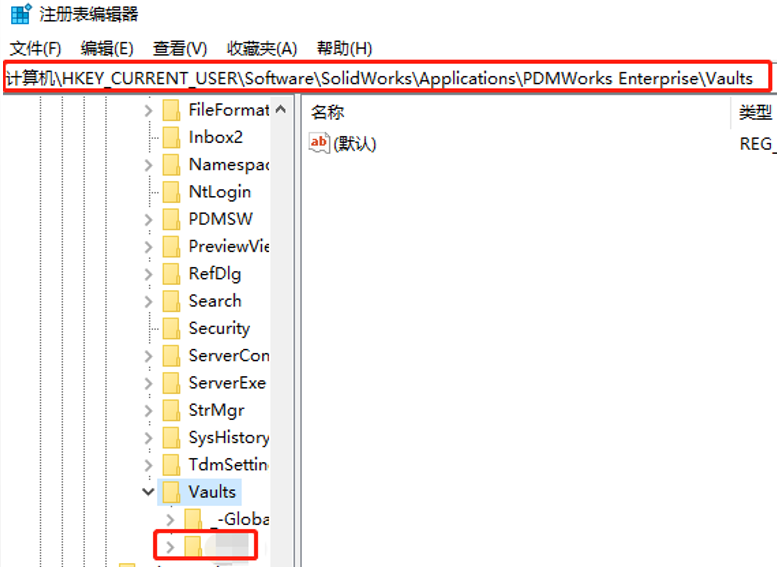 注册表编辑器
文件(F) 编辑(E) 查看(V) 收藏夹(A) 帮助(H)
计算机\HKEY_CURRENT_USER\Software\SolidWorks\Applications\PDMWorks Enterprise\Vaults
FileFormat
Inbox2
Namespac
NtLogin
PDMSW
PreviewVie
RefDlg
Search
Security
ServerCon
ServerExe
StrMgr
SysHistory
TdmSettin
Vaults
_-Globa
名称 类型
ab (默认) REG_